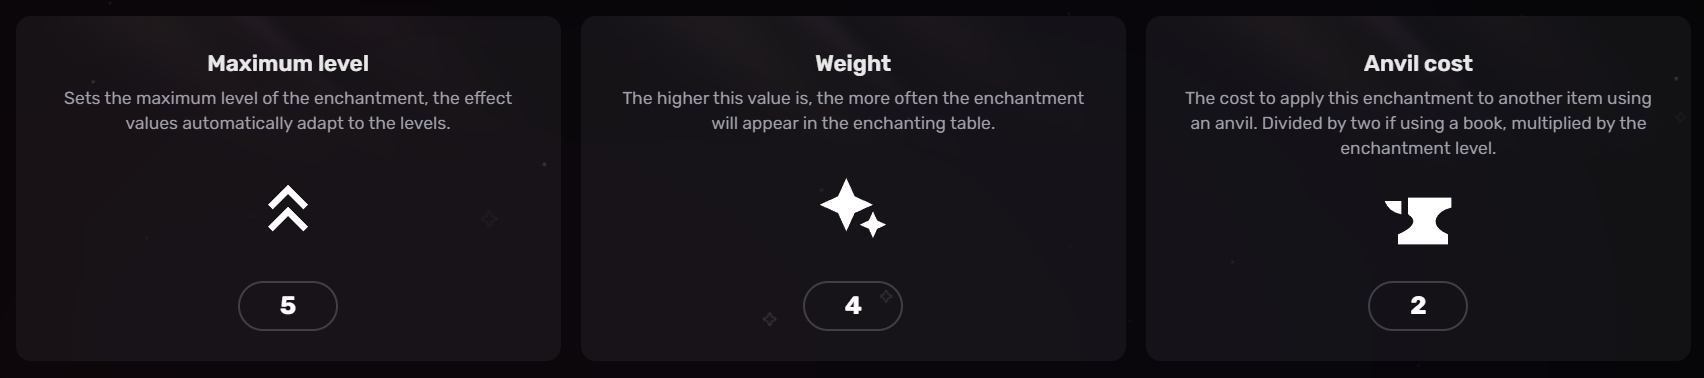 Maximum level
Sets the maximum level of the enchantment, the effect
values automatically adapt to the levels.
5
Weight
The higher this value is, the more often the enchantment
will appear in the enchanting table.
4
Anvil cost
The cost to apply this enchantment to another item using
an anvil. Divided by two if using a book, multiplied by the
enchantment level.
2